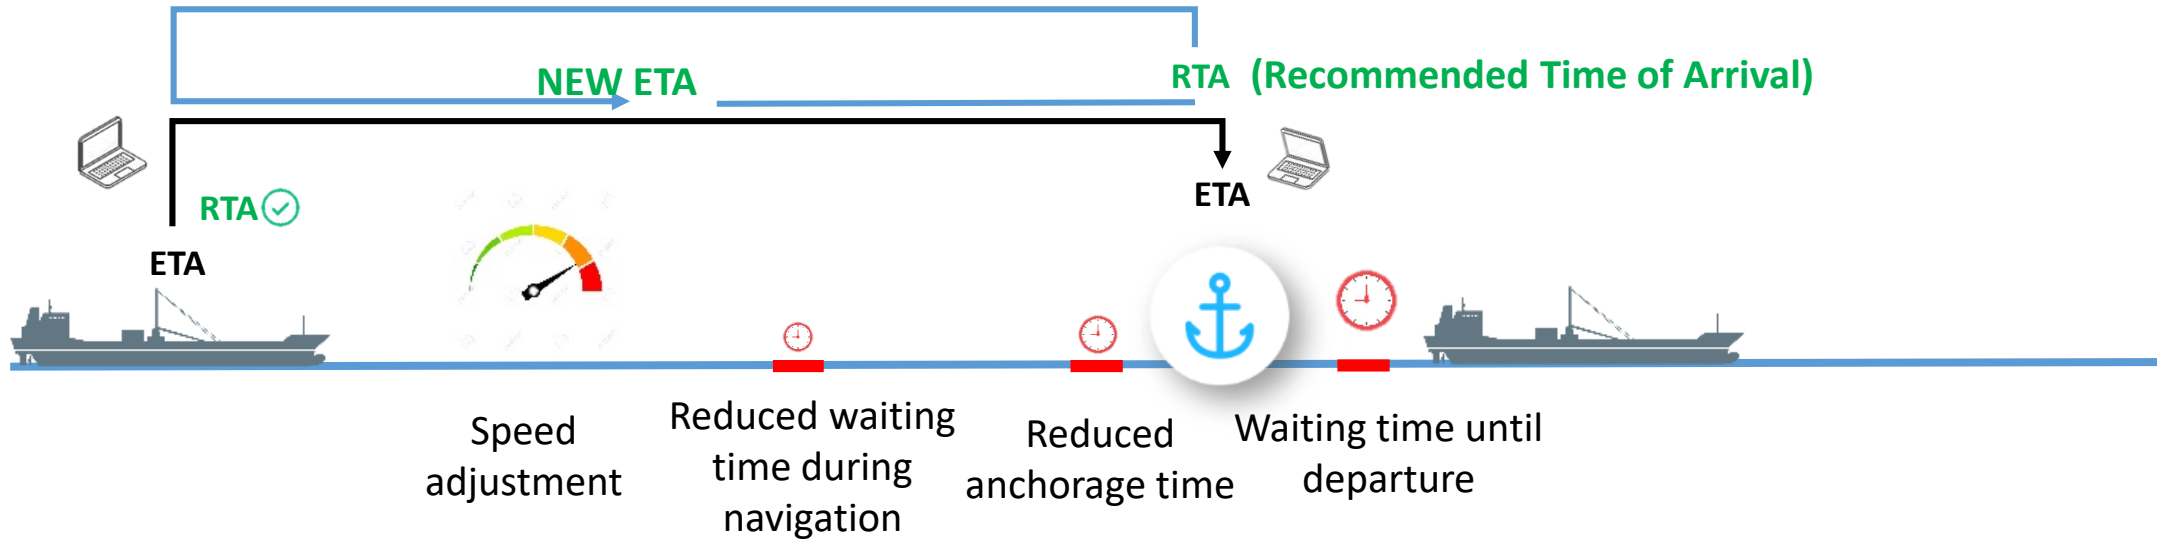 NEW ETA
RTA (Recommended Time of Arrival)
RTA
ETA
ETA
Speed
adjustment
Reduced waiting
time during
navigation
Reduced
anchorage time
Waiting time until
departure